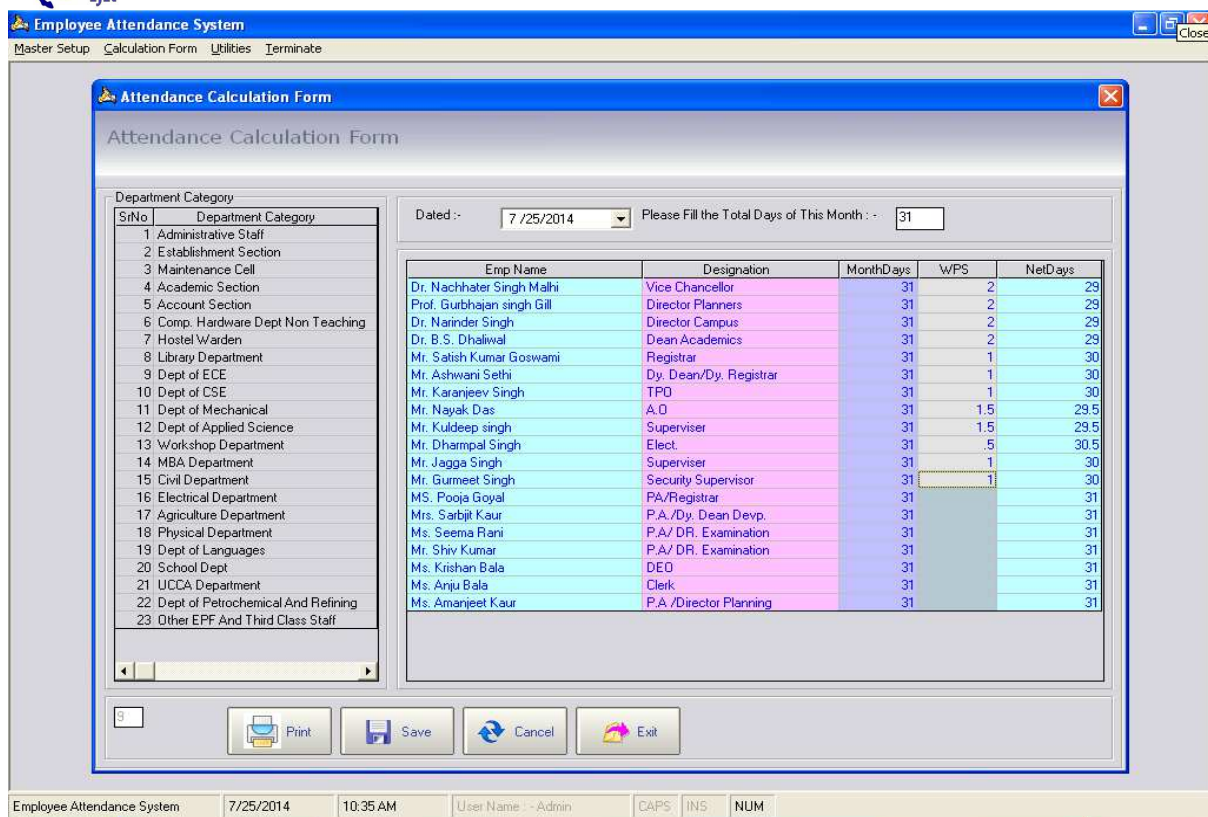 Employee Attendance System
Close
Master Setup Calculation Form Utilities Terminate
Attendance Calculation Form
Attendance Calculation Form
Department Category
SrNo Department Category
1 Administrative Staff
2 Establishment Section
3 Maintenance Cell
4 Academic Section
5 Account Section
6 Comp. Hardware Dept Non Teaching
7 Hostel Warden
8 Library Department
9 Dept of ECE
10 Dept of CSE
11 Dept of Mechanical
12 Dept of Applied Science
13 Workshop Department
14 MBA Department
15 Civil Department
16 Electrical Department
17 Agriculture Department
18 Physical Department
19 Dept of Languages
20 School Dept
21 UCCA Department
22 Dept of Petrochemical And Refining
23 Other EPF And Third Class Staff
Dated :- 7 /25/2014 Please Fill the Total Days of This Month : - 31
Emp Name Designation MonthDays WPS NetDays
Dr. Nachhater Singh Malhi Vice Chancellor 31 2 29
Prof. Gurbhajan singh Gill Director Planners 31 2 29
Dr. Narinder Singh Director Campus 31 2 29
Dr. B.S. Dhaliwal Dean Academics 31 2 29
Mr. Satish Kumar Goswami Registrar 31 1 30
Mr. Ashwani Sethi Dy. Dean/Dy. Registrar 31 1 30
Mr. Karanjeev Singh TPO 31 1 30
Mr. Nayak Das A.O 31 1.5 29.5
Mr. Kuldeep singh Superviser 31 1.5 29.5
Mr. Dharmpal Singh Elect. 31 .5 30.5
Mr. Jagga Singh Superviser 31 1 30
Mr. Gurmeet Singh Security Supervisor 31 1 30
MS. Pooja Goyal PA/Registrar 31 31
Mrs. Sarbjit Kaur P.A./Dy. Dean Devp. 31 31
Ms. Seema Rani P.A/ DR. Examination 31 31
Mr. Shiv Kumar P.A/ DR. Examination 31 31
Ms. Krishan Bala DEO 31 31
Ms. Anju Bala Clerk 31 31
Ms. Amanjeet Kaur P.A /Director Planning 31 31
9 Print Save Cancel Exit
Employee Attendance System 7/25/2014 10:35 AM User Name : - Admin CAPS INS NUM